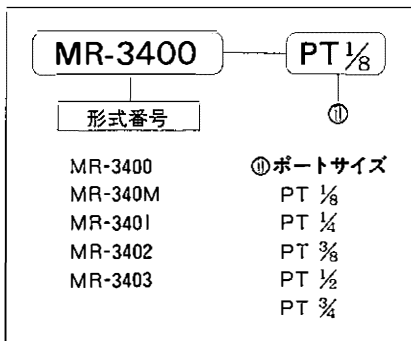 MR-3400 PT 1/8
形式番号 ⑪
MR-3400 ⑪ポートサイズ
MR-340M PT 1/8
MR-3401 PT 1/4
MR-3402 PT 3/8
MR-3403 PT 1/2
PT 3/4